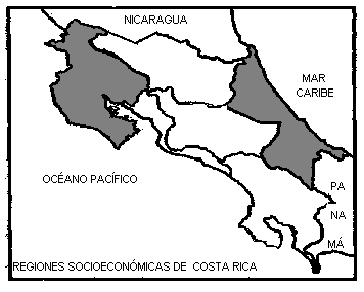 NICARAGUA
MAR
CARIBE
OCÉANO PACÍFICO
PA
NA
MÁ
REGIONES SOCIOECONÓMICAS DE COSTA RICA